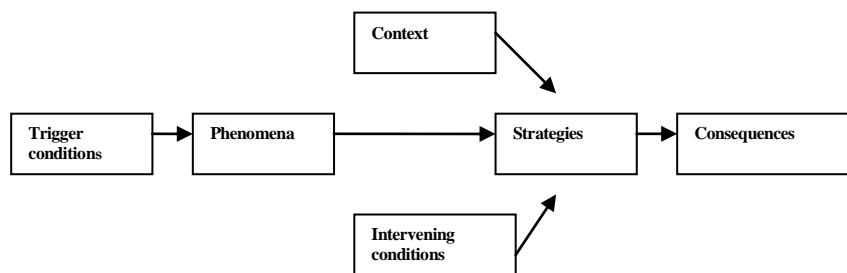 Context
Trigger
conditions
Phenomena
Strategies
Consequences
Intervening
conditions